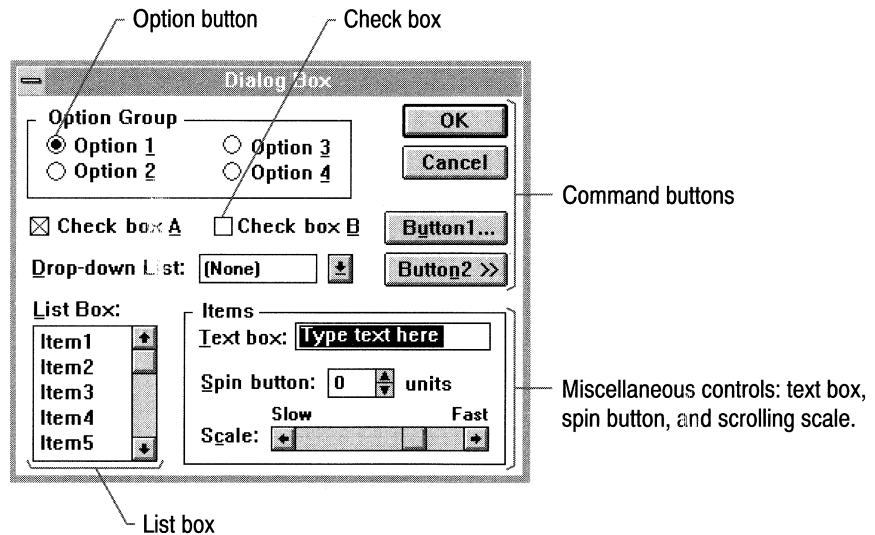 Option button
Check box
Dialog Box
Option Group
OK
Option 1
Option 3
Option 2
Option 4
Cancel
Command buttons
Check box A
Check box B
Button1...
Drop-down List:
(None)
Button2 >>
List Box:
Items
Item1
Item2
Item3
Item4
Item5
Text box:
Type text here
Spin button:
0
units
Miscellaneous controls: text box,
spin button, and scrolling scale.
Slow
Fast
Scale:
List box